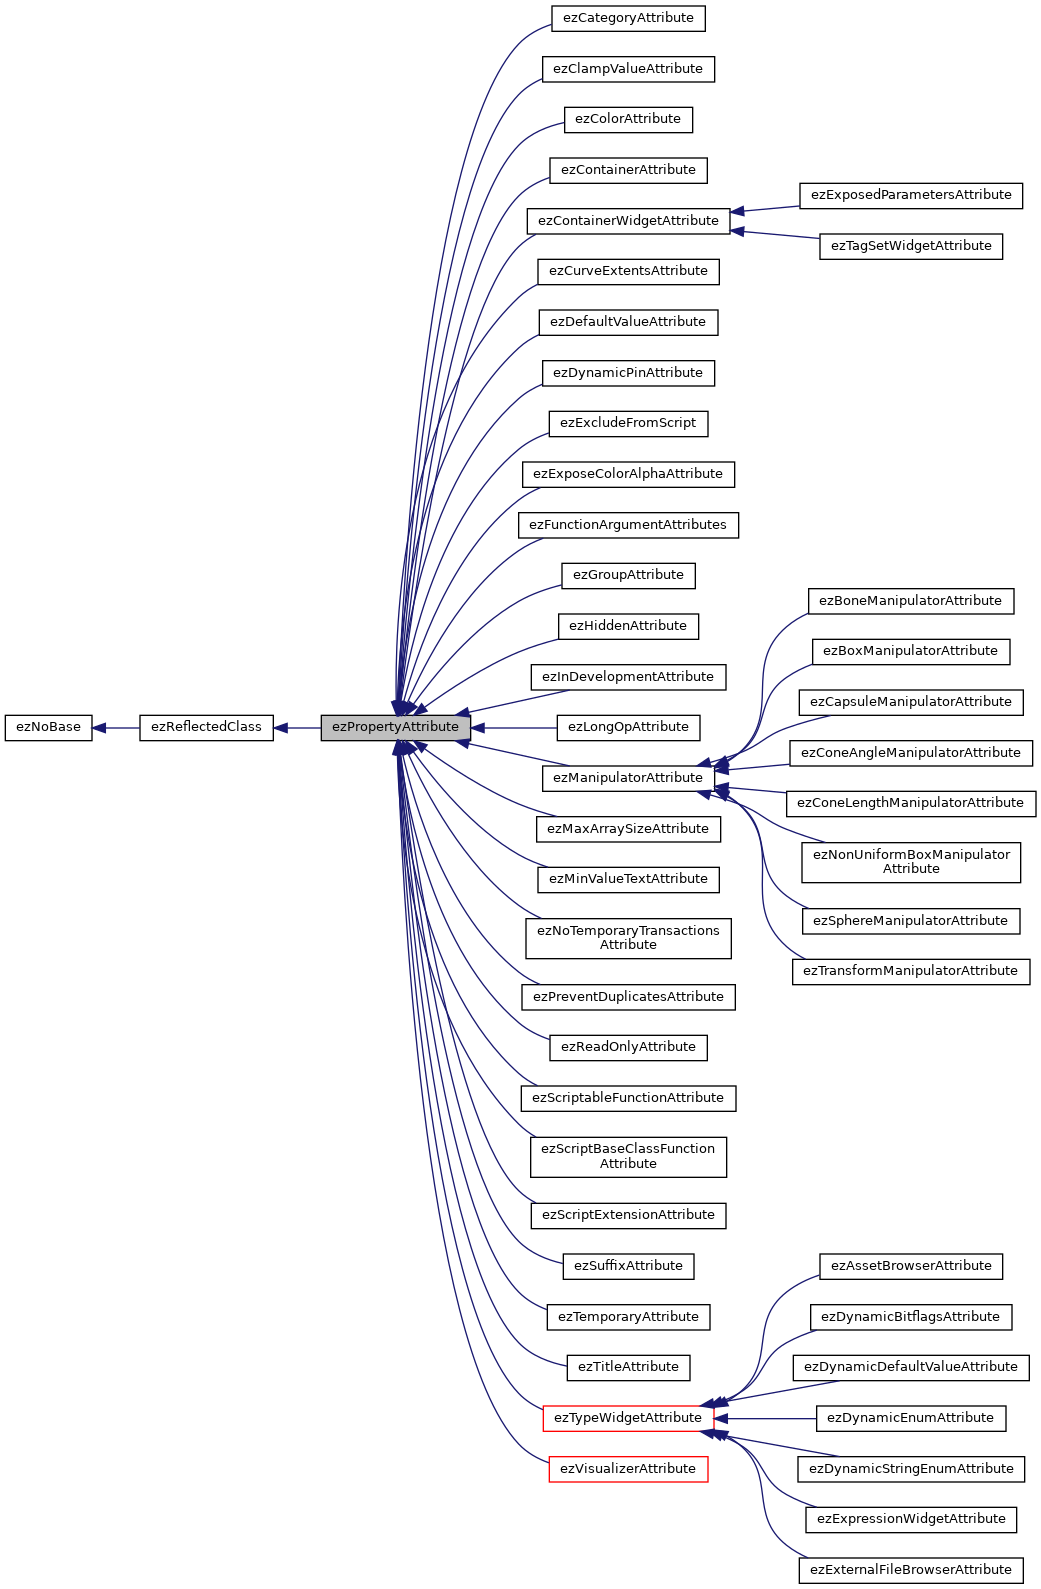 ezCategoryAttribute
ezClampValueAttribute
ezColorAttribute
ezContainerAttribute
ezExposedParametersAttribute
ezContainerWidgetAttribute
ezTagSetWidgetAttribute
ezCurveExtentsAttribute
ezDefaultValueAttribute
ezDynamicPinAttribute
ezExcludeFromScript
ezExposeColorAlphaAttribute
ezFunctionArgumentAttributes
ezGroupAttribute
ezBoneManipulatorAttribute
ezHiddenAttribute
ezBoxManipulatorAttribute
ezInDevelopmentAttribute
ezCapsuleManipulatorAttribute
ezNoBase
ezReflectedClass
ezPropertyAttribute
ezLongOpAttribute
ezConeAngleManipulatorAttribute
ezManipulatorAttribute
ezConeLengthManipulatorAttribute
ezMaxArraySizeAttribute
ezNonUniformBoxManipulator
Attribute
ezMinValueTextAttribute
ezSphereManipulatorAttribute
ezNoTemporaryTransactions
Attribute
ezTransformManipulatorAttribute
ezPreventDuplicatesAttribute
ezReadOnlyAttribute
ezScriptableFunctionAttribute
ezScriptBaseClassFunction
Attribute
ezScriptExtensionAttribute
ezSuffixAttribute
ezAssetBrowserAttribute
ezTemporaryAttribute
ezDynamicBitflagsAttribute
ezTitleAttribute
ezDynamicDefaultValueAttribute
ezTypeWidgetAttribute
ezDynamicEnumAttribute
ezVisualizerAttribute
ezDynamicStringEnumAttribute
ezExpressionWidgetAttribute
ezExternalFileBrowserAttribute